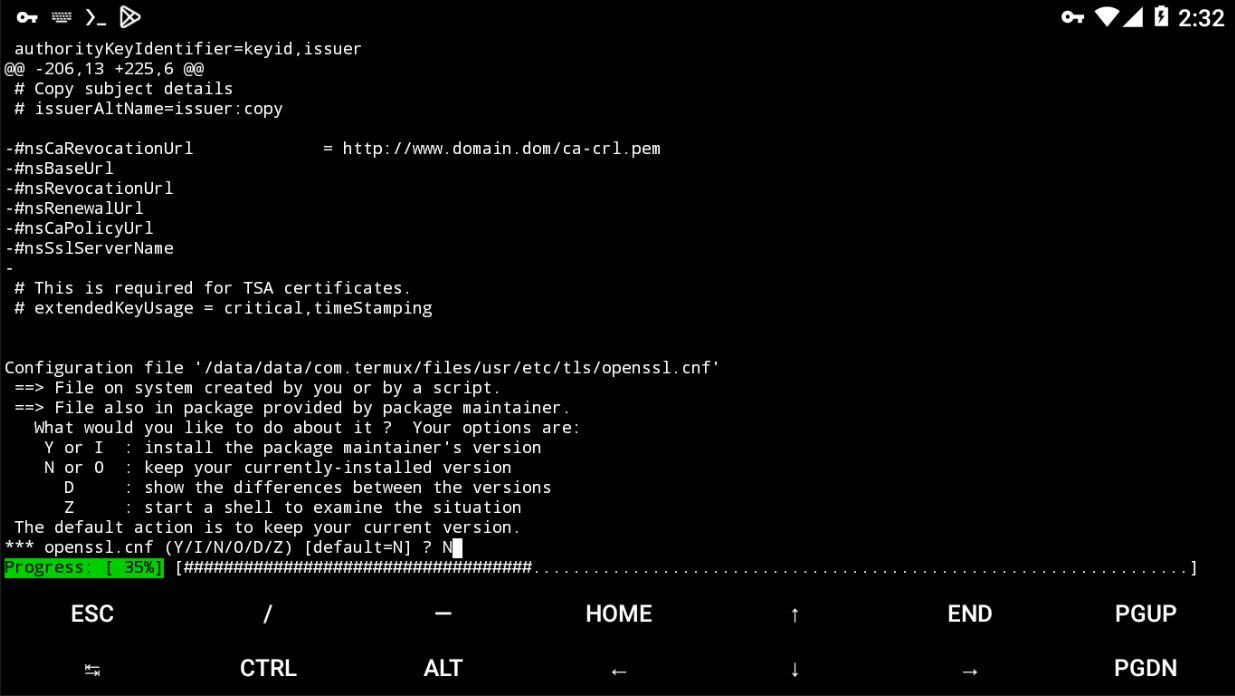 2:32
 authorityKeyIdentifier=keyid,issuer
@@ -206,13 +225,6 @@
 # Copy subject details
 # issuerAltName=issuer:copy
-#nsCaRevocationUrl             = http://www.domain.dom/ca-crl.pem
-#nsBaseUrl
-#nsRevocationUrl
-#nsRenewalUrl
-#nsCaPolicyUrl
-#nsSslServerName
-
 # This is required for TSA certificates.
 # extendedKeyUsage = critical,timeStamping
Configuration file '/data/data/com.termux/files/usr/etc/tls/openssl.cnf'
 ==> File on system created by you or by a script.
 ==> File also in package provided by package maintainer.
   What would you like to do about it ?  Your options are:
    Y or I  : install the package maintainer's version
    N or O  : keep your currently-installed version
      D     : show the differences between the versions
      Z     : start a shell to examine the situation
 The default action is to keep your current version.
*** openssl.cnf (Y/I/N/O/D/Z) [default=N] ? N
Progress: [ 35%] [###################################..................................................................]
ESC / — HOME ↑ END PGUP
↹ CTRL ALT ← ↓ → PGDN